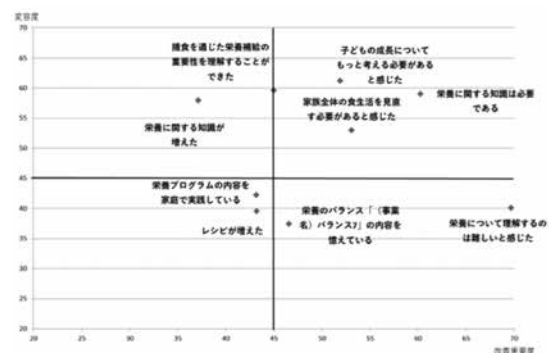 変容度
70
65
60
55
50
45
40
35
30
25
20
捕食を通じた栄養補給の
重要性を理解することが
できた
子どもの成長について
もっと考える必要がある
と感じた
栄養に関する知識は必要
である
家族全体の食生活を見直
す必要があると感じた
栄養に関する知識が
増えた
栄養プログラムの内容を
家庭で実践している
レシピが増えた
栄養のバランス「（事業
名）バランス7」の内容を
憶えている
栄養について理解するの
は難しいと感じた
20 25 30 35 40 45 50 55 60 65 70
改善重要度